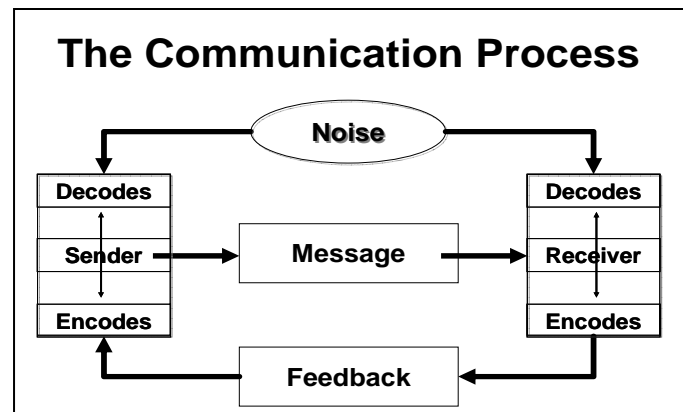 The Communication Process
Noise
Decodes
Decodes
Sender
Message
Receiver
Encodes
Encodes
Feedback